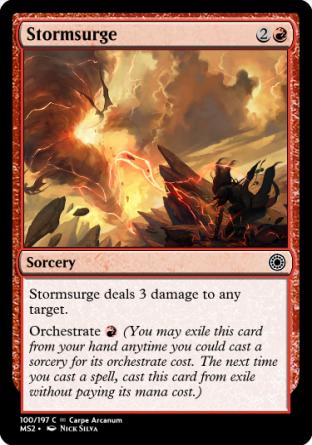 Stormsurge 2
Sorcery
Stormsurge deals 3 damage to any
target.
Orchestrate (You may exile this card
from your hand anytime you could cast a
sorcery for its orchestrate cost. The next time
you cast a spell, cast this card from exile
without paying its mana cost.)
100/197 C ∞ Carpe Arcanum
MS2 • Nick Silva